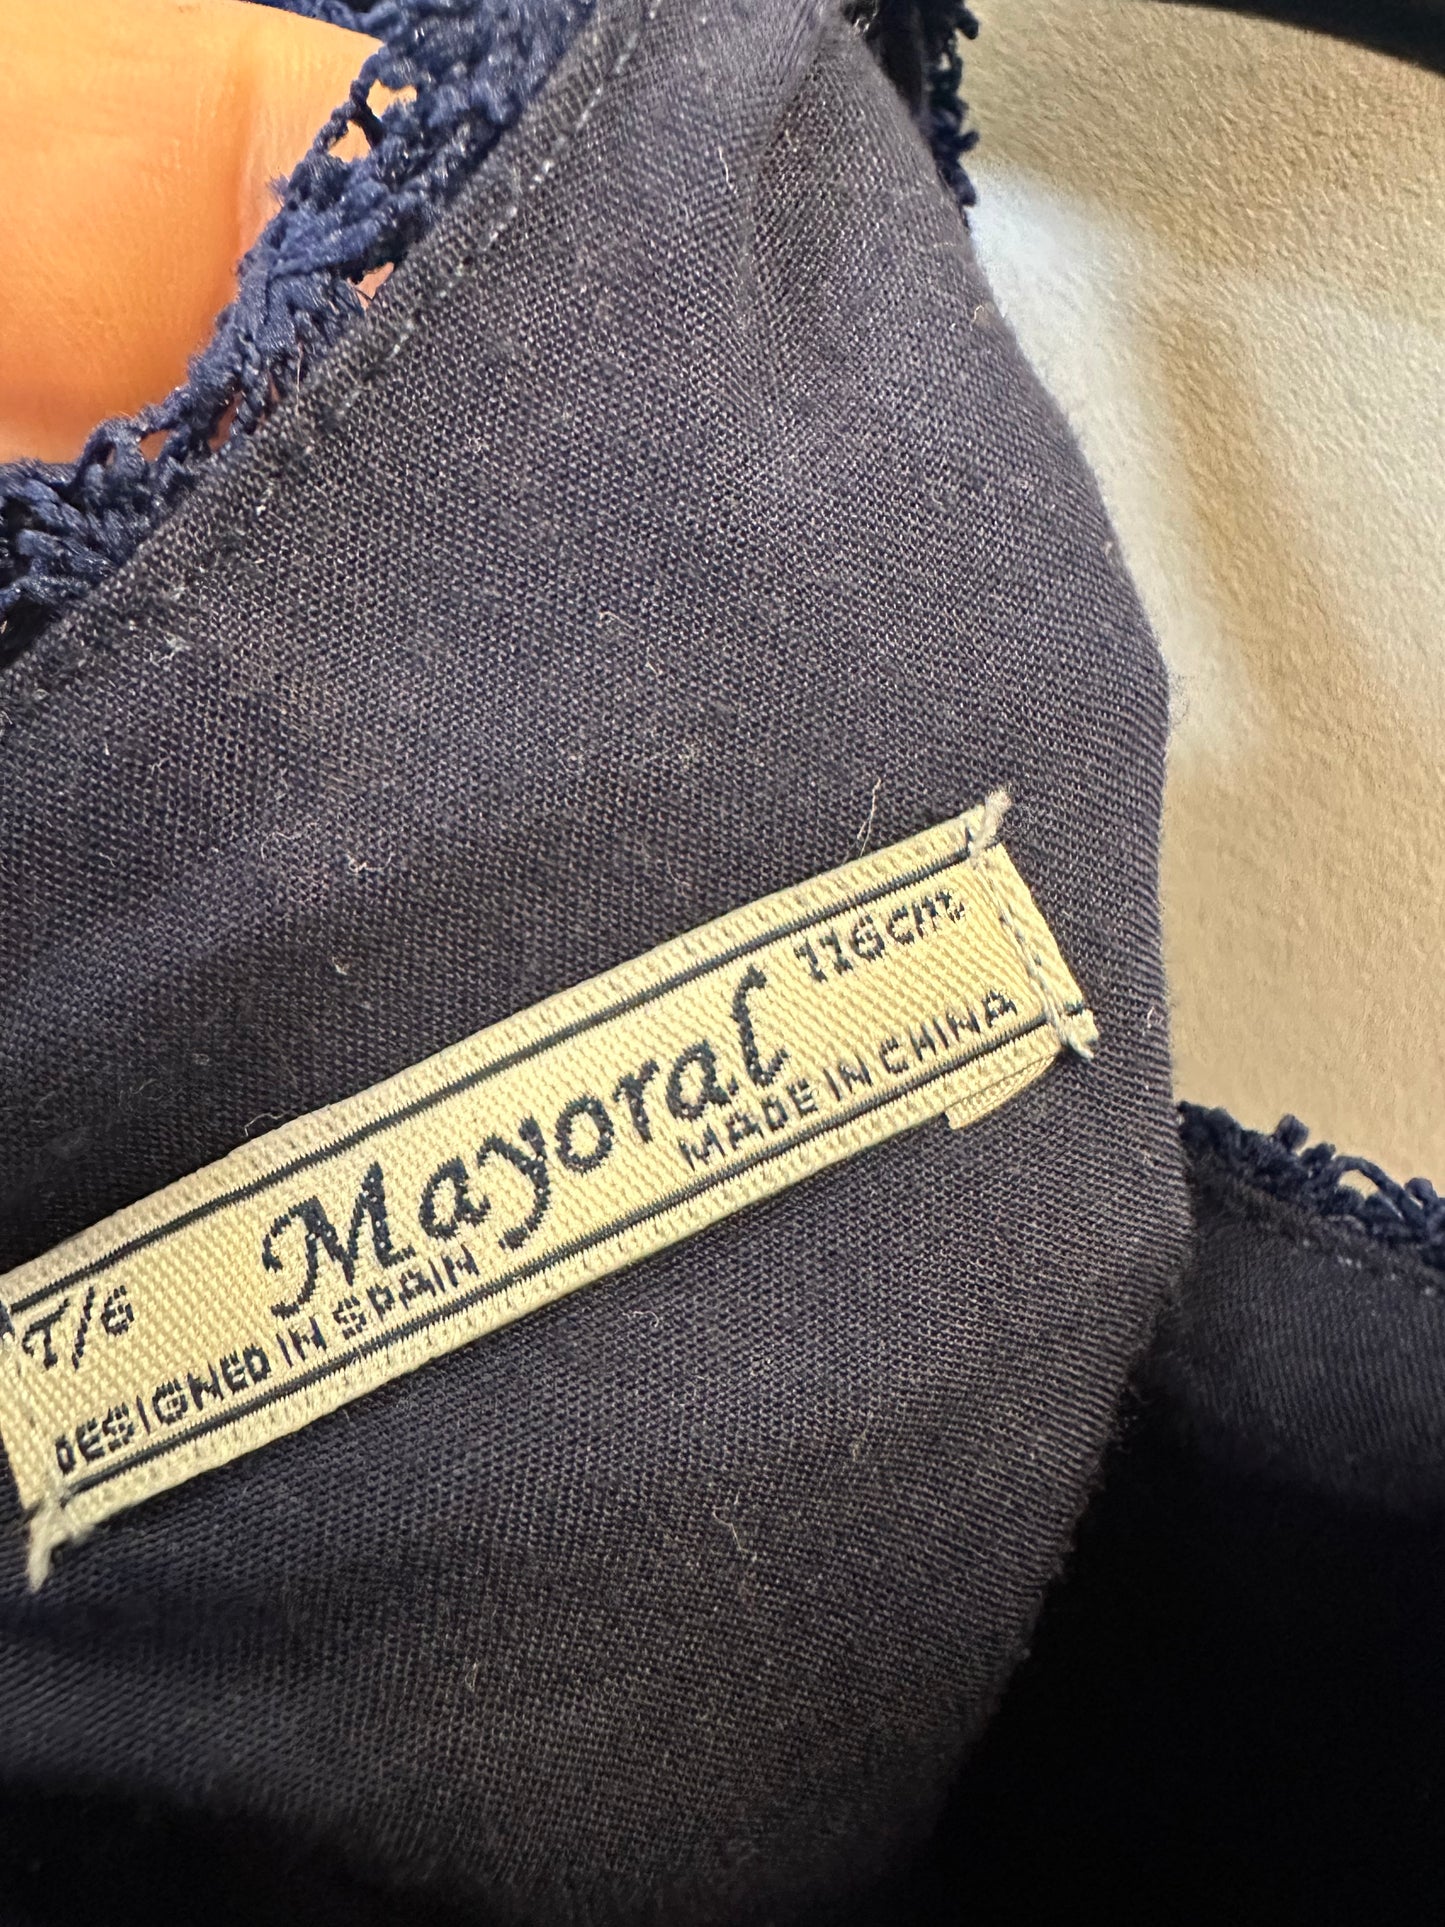 T/6 Mayoral 116cm
DESIGNED IN SPAIN MADE IN CHINA